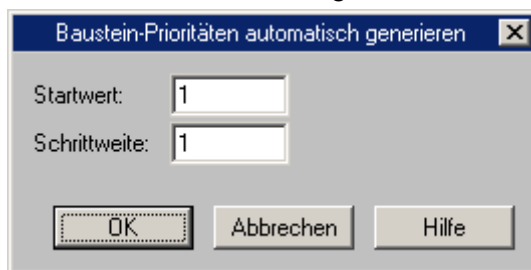 Baustein-Prioritäten automatisch generieren
Startwert: 1
Schrittweite: 1
OK Abbrechen Hilfe